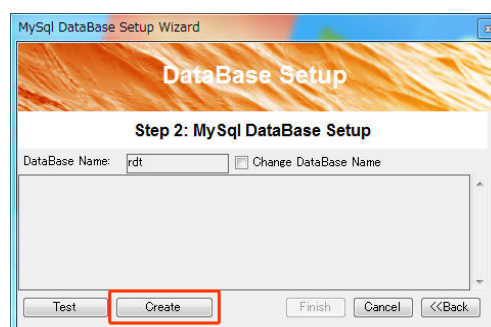 MySql DataBase Setup Wizard
DataBase Setup
Step 2: MySql DataBase Setup
DataBase Name: rdt Change DataBase Name
Test Create Finish Cancel <<Back